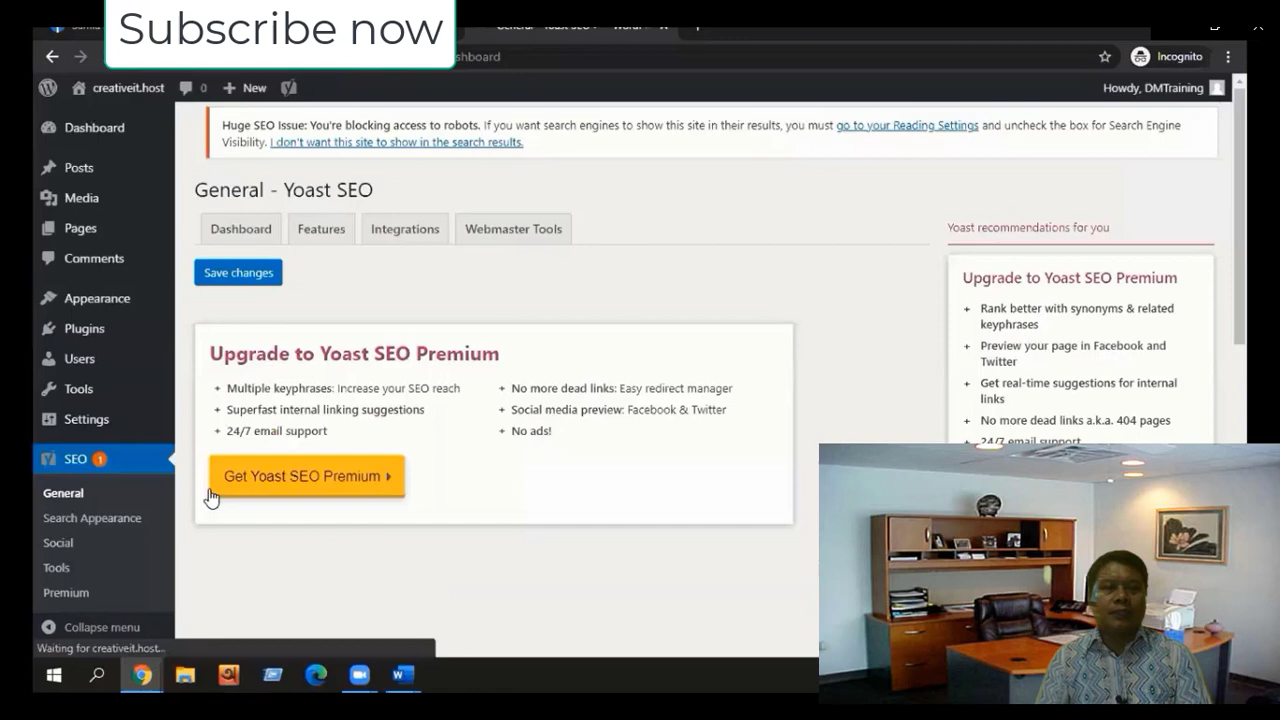 Subscribe now
General - Yoast SEO
shboard
Incognito
creativeit.host
0
New
Howdy, DMTraining
Huge SEO Issue: You're blocking access to robots. If you want search engines to show this site in their results, you must go to your Reading Settings and uncheck the box for Search Engine
Visibility. I don't want this site to show in the search results.
Dashboard
Posts
Media
Pages
Comments
Appearance
Plugins
Users
Tools
Settings
SEO 1
General
Search Appearance
Social
Tools
Premium
Collapse menu
General - Yoast SEO
Dashboard
Features
Integrations
Webmaster Tools
Save changes
Upgrade to Yoast SEO Premium
+ Multiple keyphrases: Increase your SEO reach
+ Superfast internal linking suggestions
+ 24/7 email support
+ No more dead links: Easy redirect manager
+ Social media preview: Facebook & Twitter
+ No ads!
Get Yoast SEO Premium
Yoast recommendations for you
Upgrade to Yoast SEO Premium
+ Rank better with synonyms & related
keyphrases
+ Preview your page in Facebook and
Twitter
+ Get real-time suggestions for internal
links
+ No more dead links a.k.a. 404 pages
+ 24/7 email support
Waiting for creativeit.host...